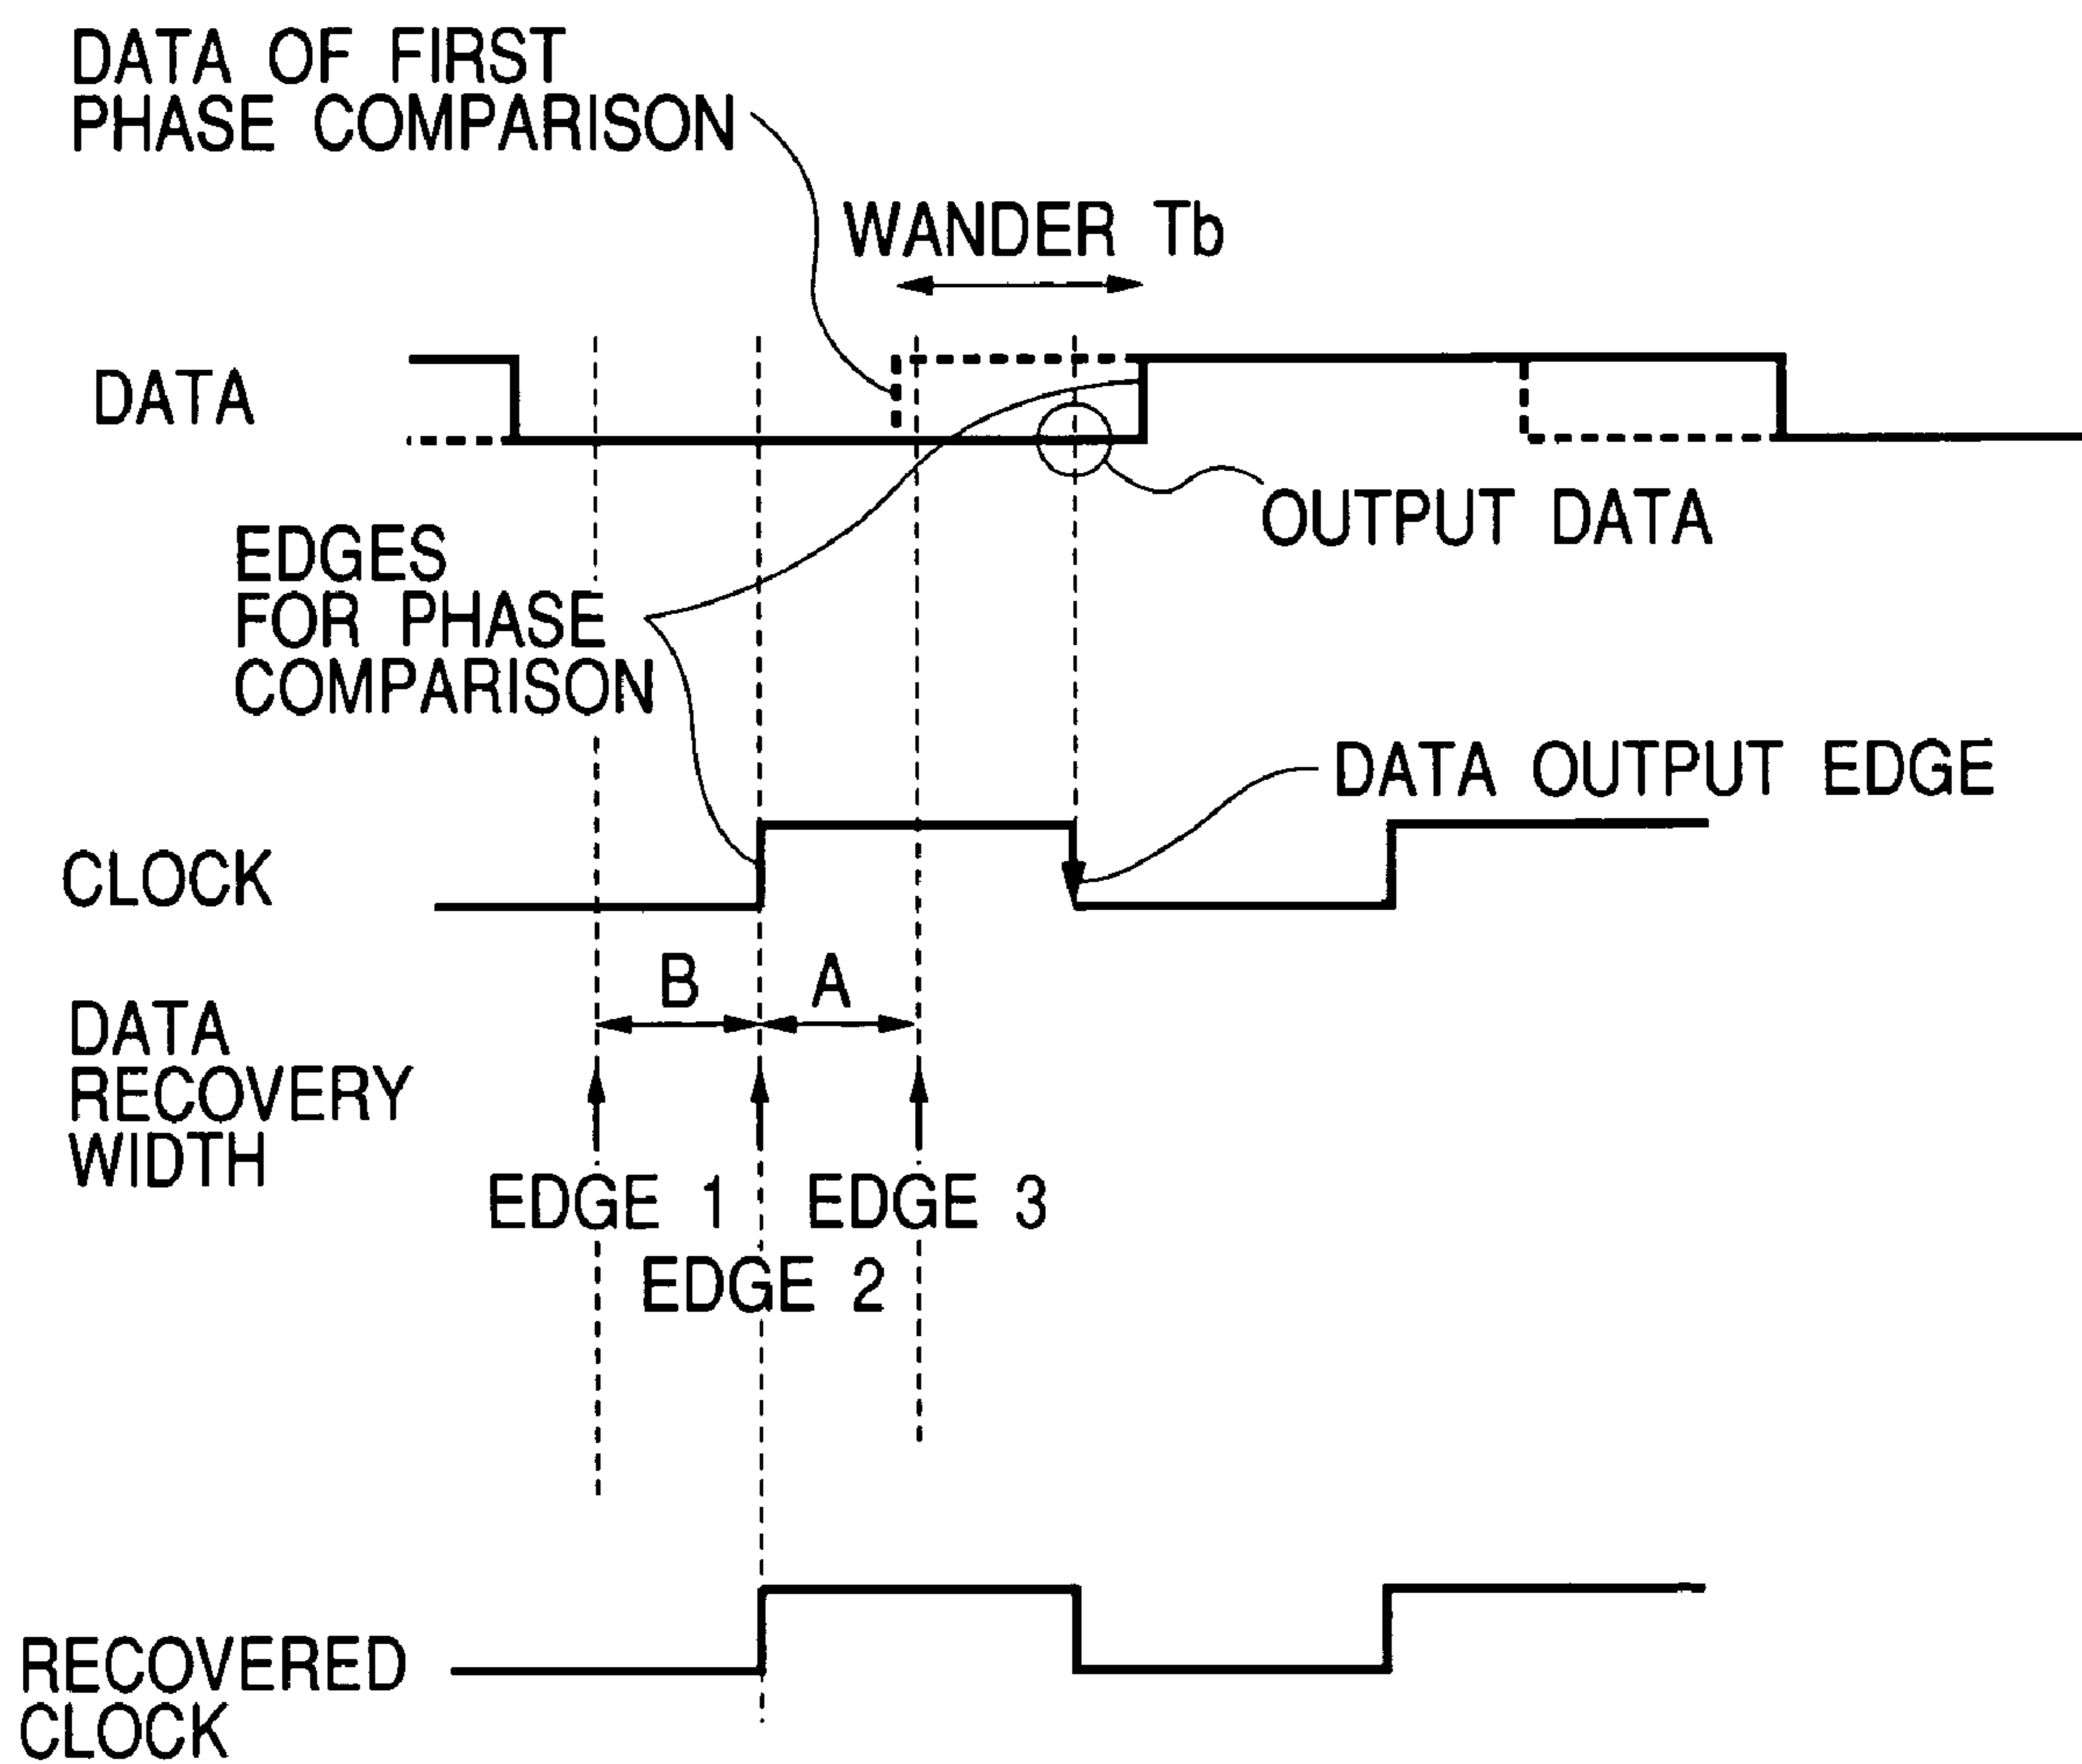 DATA OF FIRST
PHASE COMPARISON
WANDER Tb
DATA
OUTPUT DATA
EDGES
FOR PHASE
COMPARISON
DATA OUTPUT EDGE
CLOCK
B
A
DATA
RECOVERY
WIDTH
EDGE 1
EDGE 3
EDGE 2
RECOVERED
CLOCK